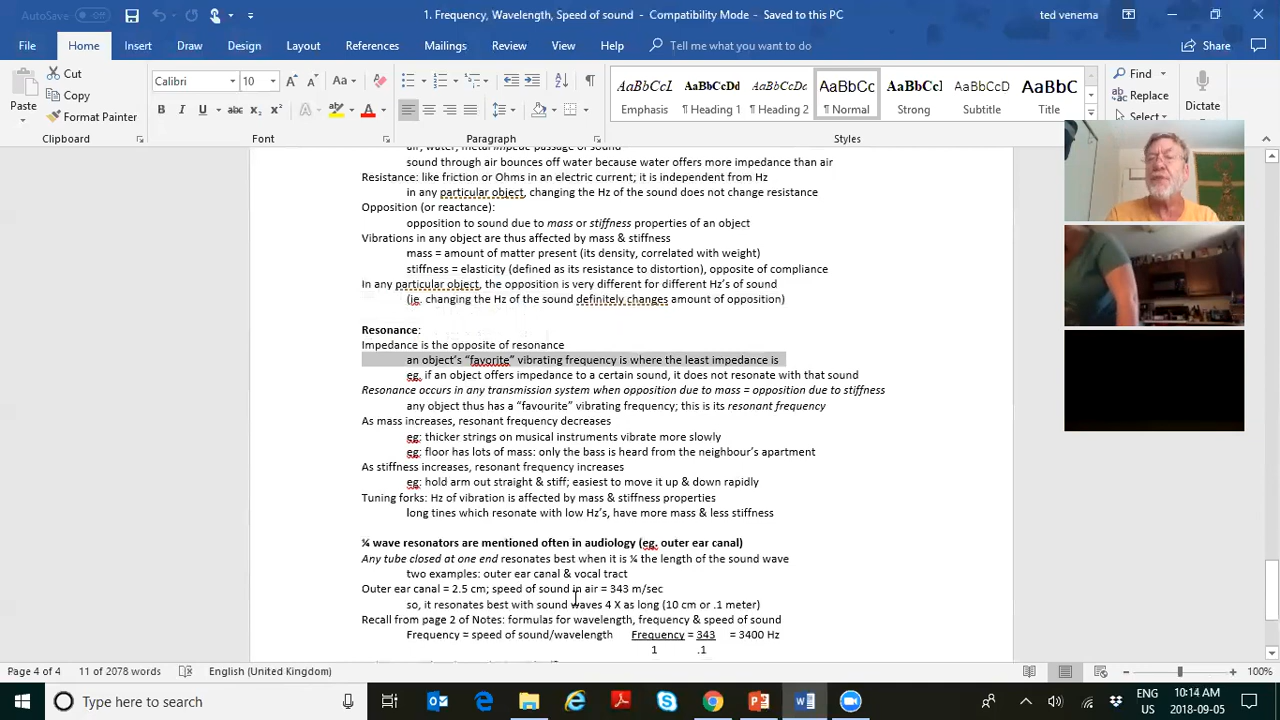 AutoSave Off
1. Frequency, Wavelength, Speed of sound - Compatibility Mode - Saved to this PC
ted venema
File Home Insert Draw Design Layout References Mailings Review View Help Tell me what you want to do Share
Paste
Cut
Copy
Format Painter
Clipboard
Calibri 10
Font
Paragraph
AaBbCcL AaBbCcDd AaBbCcDd AaBbCc AaBbCcI AaBbCcDd AaBbCc
Emphasis ¶ Heading 1 ¶ Heading 2 ¶ Normal Strong Subtitle Title
Styles
Find
Replace
Select
Dictate
air, water, metal impede passage of sound
sound through air bounces off water because water offers more impedance than air
Resistance: like friction or Ohms in an electric current; it is independent from Hz
in any particular object, changing the Hz of the sound does not change resistance
Opposition (or reactance):
opposition to sound due to mass or stiffness properties of an object
Vibrations in any object are thus affected by mass & stiffness
mass = amount of matter present (its density, correlated with weight)
stiffness = elasticity (defined as its resistance to distortion), opposite of compliance
In any particular object, the opposition is very different for different Hz's of sound
(ie. changing the Hz of the sound definitely changes amount of opposition)
Resonance:
Impedance is the opposite of resonance
an object's "favorite" vibrating frequency is where the least impedance is
eg. if an object offers impedance to a certain sound, it does not resonate with that sound
Resonance occurs in any transmission system when opposition due to mass = opposition due to stiffness
any object thus has a "favourite" vibrating frequency; this is its resonant frequency
As mass increases, resonant frequency decreases
eg: thicker strings on musical instruments vibrate more slowly
eg: floor has lots of mass: only the bass is heard from the neighbour's apartment
As stiffness increases, resonant frequency increases
eg: hold arm out straight & stiff; easiest to move it up & down rapidly
Tuning forks: Hz of vibration is affected by mass & stiffness properties
long tines which resonate with low Hz's, have more mass & less stiffness
¼ wave resonators are mentioned often in audiology (eg. outer ear canal)
Any tube closed at one end resonates best when it is ¼ the length of the sound wave
two examples: outer ear canal & vocal tract
Outer ear canal = 2.5 cm; speed of sound in air = 343 m/sec
so, it resonates best with sound waves 4 X as long (10 cm or .1 meter)
Recall from page 2 of Notes: formulas for wavelength, frequency & speed of sound
Frequency = speed of sound/wavelength Frequency = 343 = 3400 Hz
1 .1
Page 4 of 4 11 of 2078 words English (United Kingdom) 100%
Type here to search
ENG
US
10:14 AM
2018-09-05